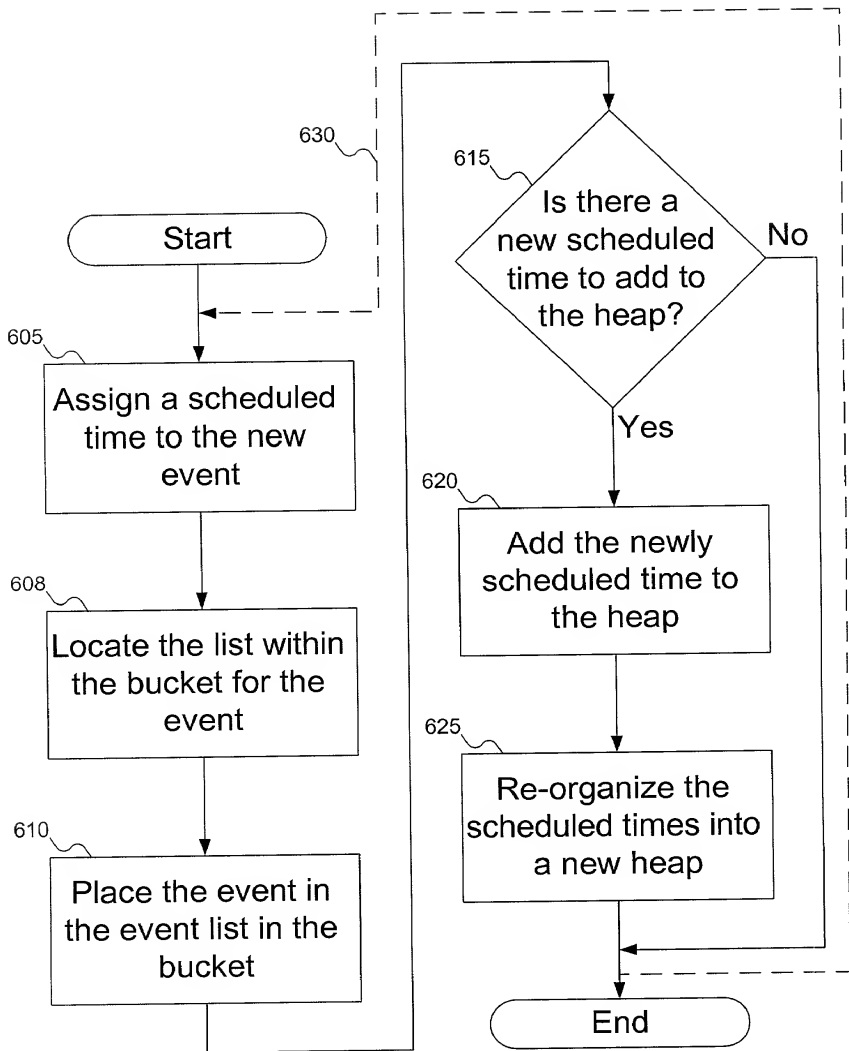 630
Start
605
Assign a scheduled
time to the new
event
608
Locate the list within
the bucket for the
event
610
Place the event in
the event list in the
bucket
615
Is there a
new scheduled
time to add to
the heap?
No
Yes
620
Add the newly
scheduled time to
the heap
625
Re-organize the
scheduled times into
a new heap
End